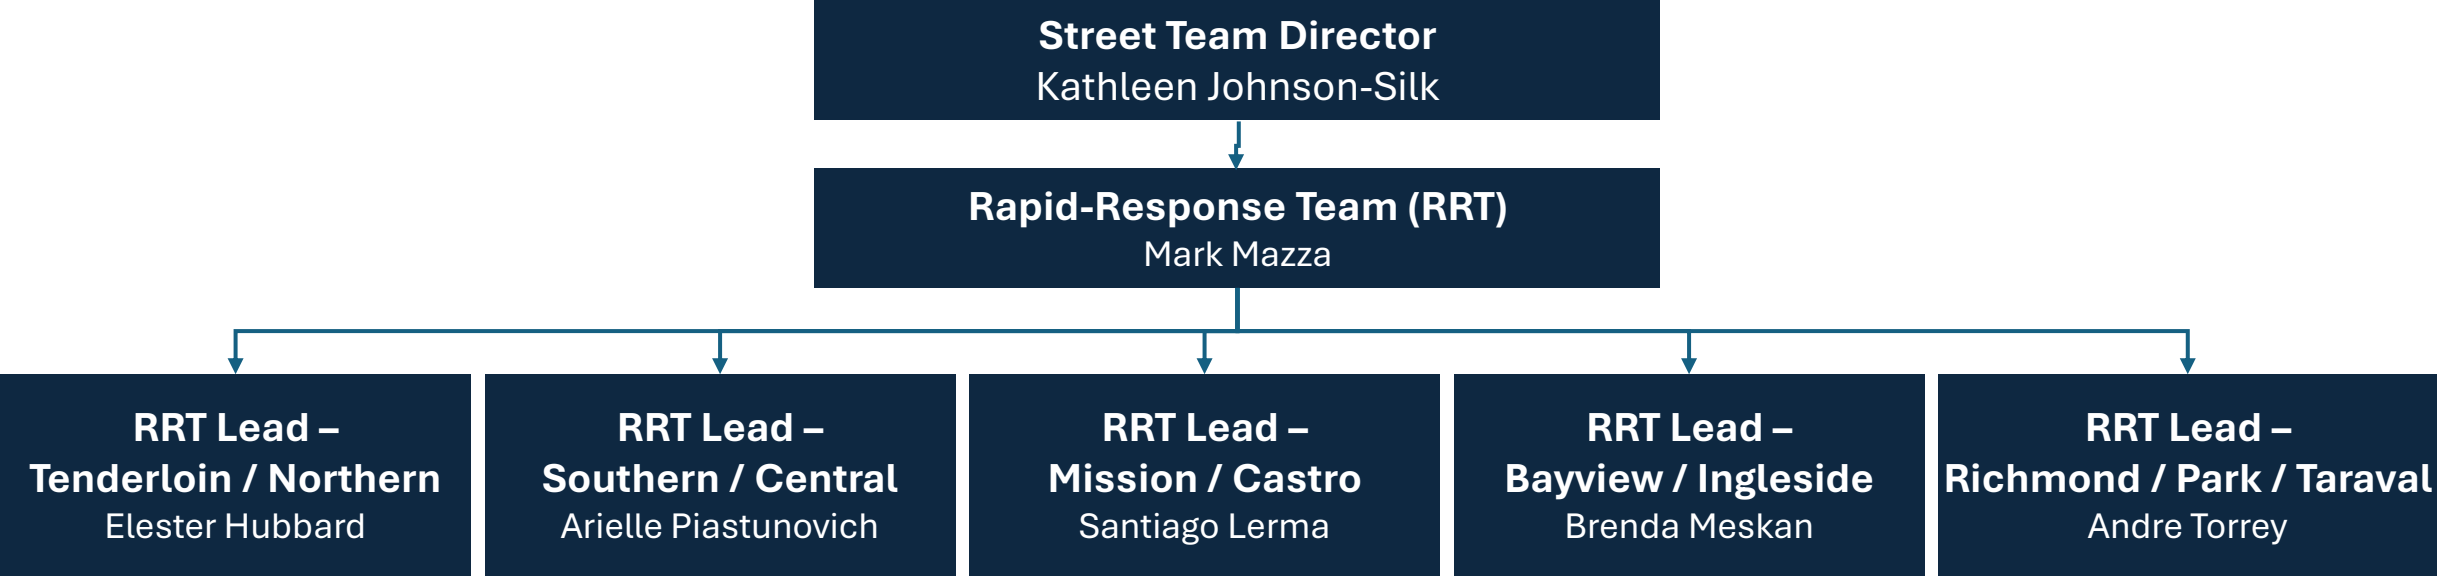 Street Team Director
Kathleen Johnson-Silk
Rapid-Response Team (RRT)
Mark Mazza
RRT Lead –
Tenderloin / Northern
Elester Hubbard
RRT Lead –
Southern / Central
Arielle Piastunovich
RRT Lead –
Mission / Castro
Santiago Lerma
RRT Lead –
Bayview / Ingleside
Brenda Meskan
RRT Lead –
Richmond / Park / Taraval
Andre Torrey